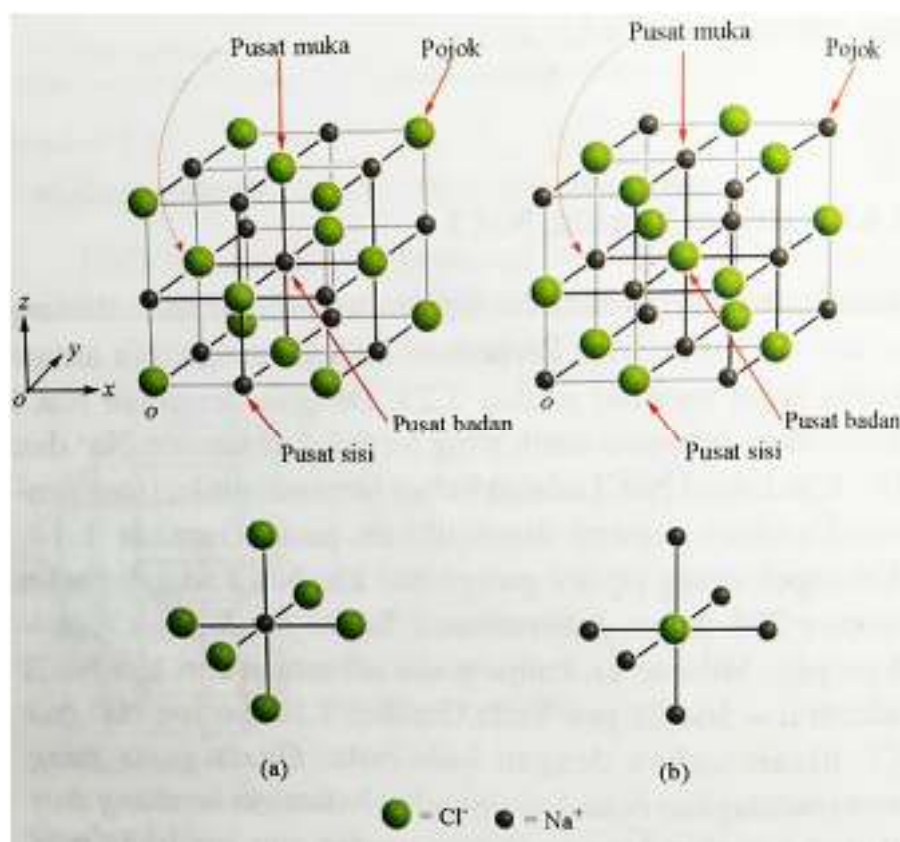 Pusat muka
Pojok
Pusat muka
Pojok
z
y
x
o
o
o
Pusat badan
Pusat sisi
Pusat badan
Pusat sisi
(a)
(b)
= Cl⁻ = Na⁺